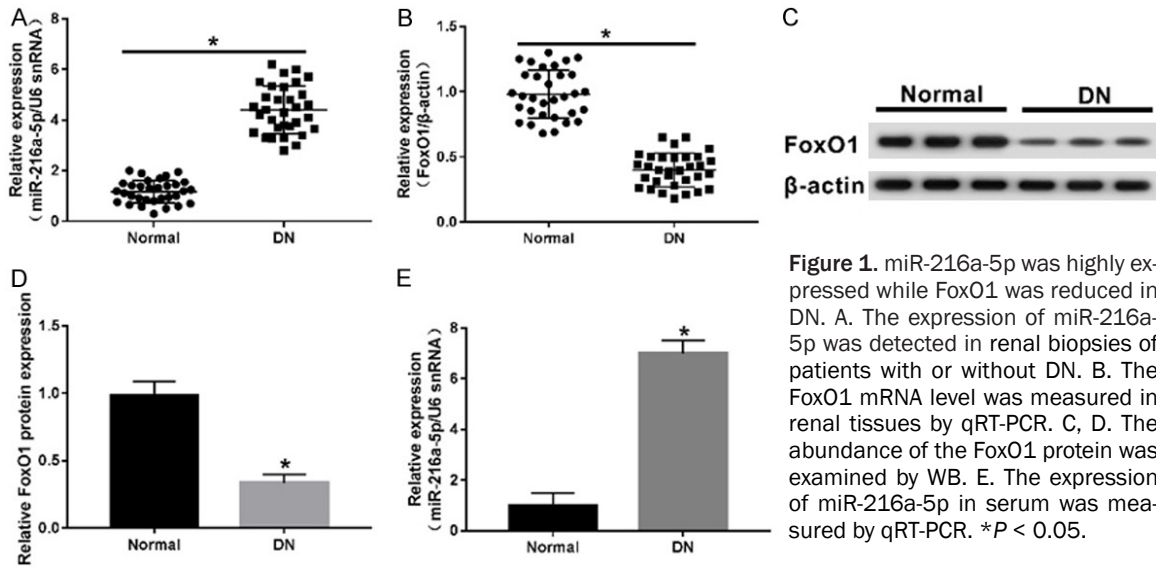 A
Relative expression
(miR-216a-5p/U6 snRNA)
8
6
4
2
0
*
Normal
DN
B
Relative expression
(FoxO1/β-actin)
1.5
1.0
0.5
0.0
*
Normal
DN
C
Normal
DN
FoxO1
β-actin
D
Relative FoxO1 protein expression
1.5
1.0
0.5
0.0
*
Normal
DN
E
Relative expression
(miR-216a-5p/U6 snRNA)
8
6
4
2
0
*
Normal
DN
Figure 1. miR-216a-5p was highly ex-
pressed while FoxO1 was reduced in
DN. A. The expression of miR-216a-
5p was detected in renal biopsies of
patients with or without DN. B. The
FoxO1 mRNA level was measured in
renal tissues by qRT-PCR. C, D. The
abundance of the FoxO1 protein was
examined by WB. E. The expression
of miR-216a-5p in serum was mea-
sured by qRT-PCR. *P < 0.05.